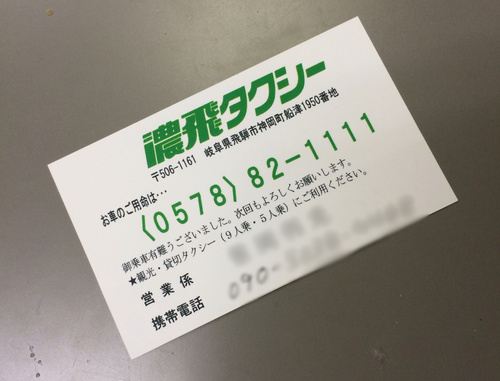 濃飛タクシー
〒506-1161 岐阜県飛騨市神岡町船津1950番地
お車のご用命は…
〈0578〉82-1111
御乗車有難うございました。次回もよろしくお願いします。
★観光・貸切タクシー(9人乗・5人乗)にご利用ください。
営業係
携帯電話 090-